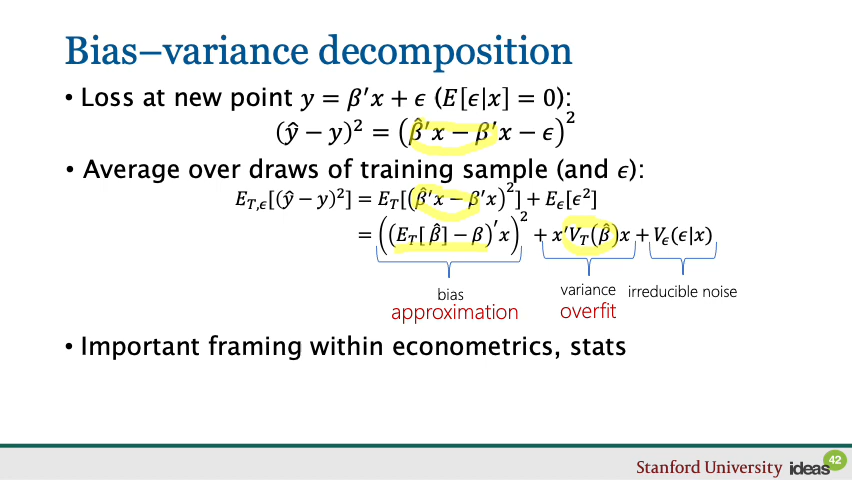 Bias–variance decomposition
• Loss at new point y = β′x + ϵ (E[ϵ|x] = 0):
(ŷ − y)² = (β̂′x − β′x − ϵ)²
• Average over draws of training sample (and ϵ):
E_{T,ϵ}[(ŷ − y)²] = E_T[(β̂′x − β′x)²] + E_ϵ[ϵ²]
= ((E_T[β̂] − β)′x)² + x′V_T(β̂)x + V_ϵ(ϵ|x)
bias variance irreducible noise
approximation overfit
• Important framing within econometrics, stats
Stanford University ideas 42